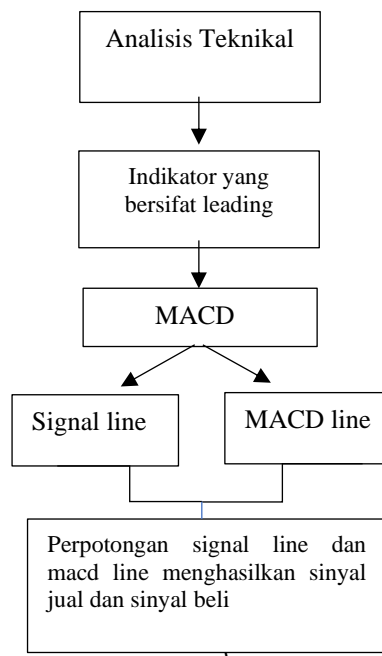 Analisis Teknikal
Indikator yang
bersifat leading
MACD
Signal line
MACD line
Perpotongan signal line dan
macd line menghasilkan sinyal
jual dan sinyal beli